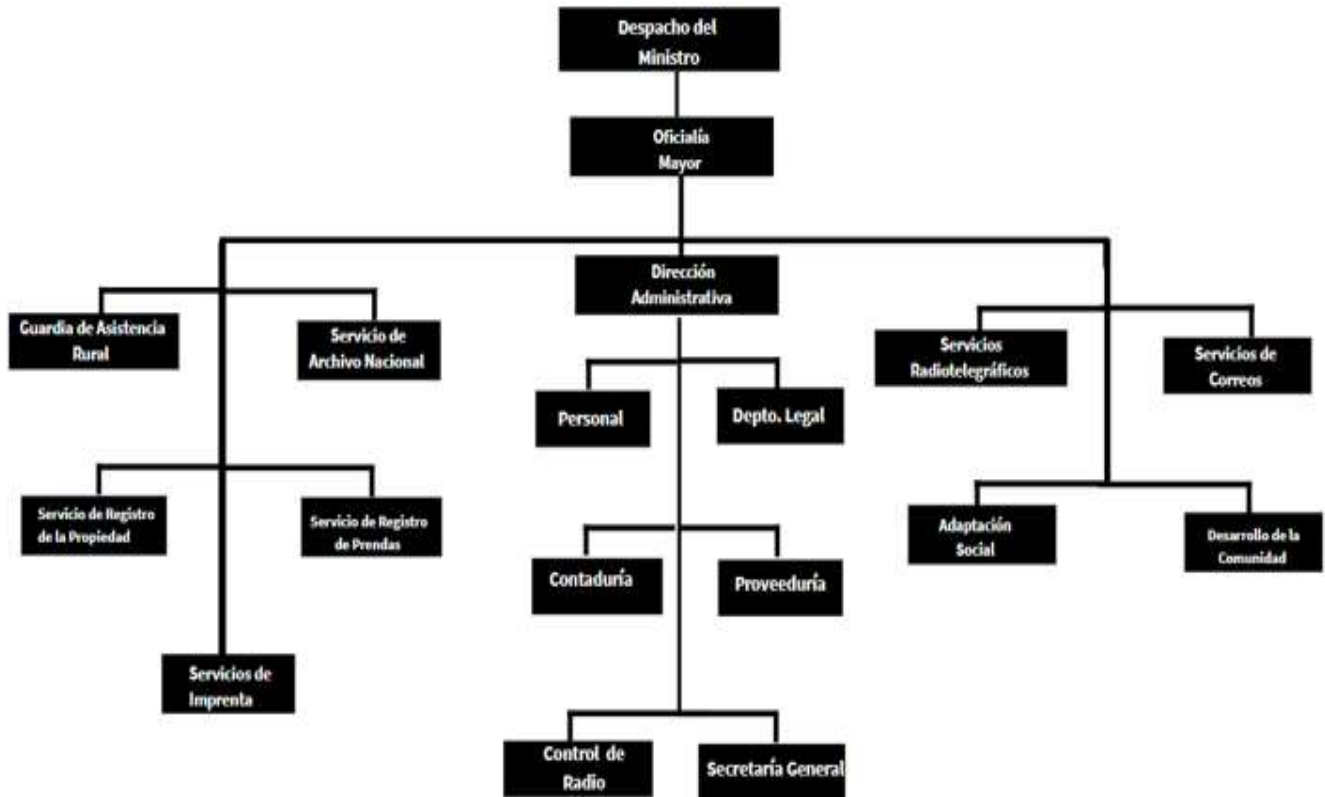 Despacho del
Ministro
Oficialía
Mayor
Dirección
Administrativa
Guardia de Asistencia
Rural
Servicio de
Archivo Nacional
Servicios
Radiotelegráficos
Servicios de
Correos
Personal
Depto. Legal
Servicio de Registro
de la Propiedad
Servicio de Registro
de Prendas
Adaptación
Social
Desarrollo de la
Comunidad
Contaduría
Proveeduría
Servicios de
Imprenta
Control de
Radio
Secretaría General